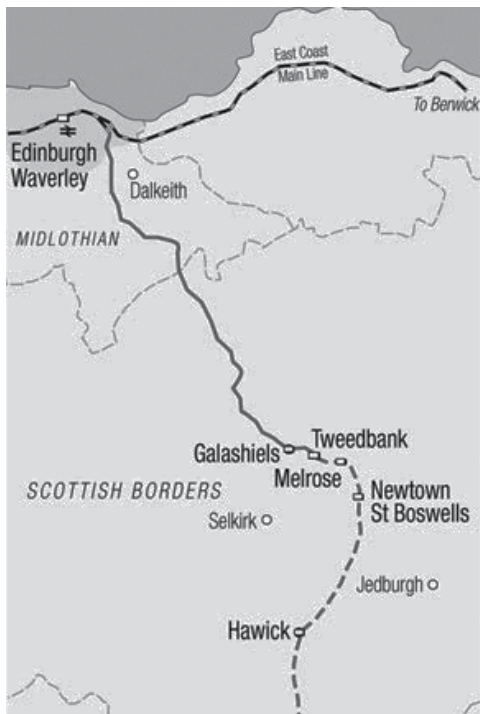 East Coast
Main Line
To Berwick
Edinburgh
Waverley
Dalkeith
MIDLOTHIAN
Galashiels
Tweedbank
Melrose
SCOTTISH BORDERS
Newtown
St Boswells
Selkirk
Jedburgh
Hawick